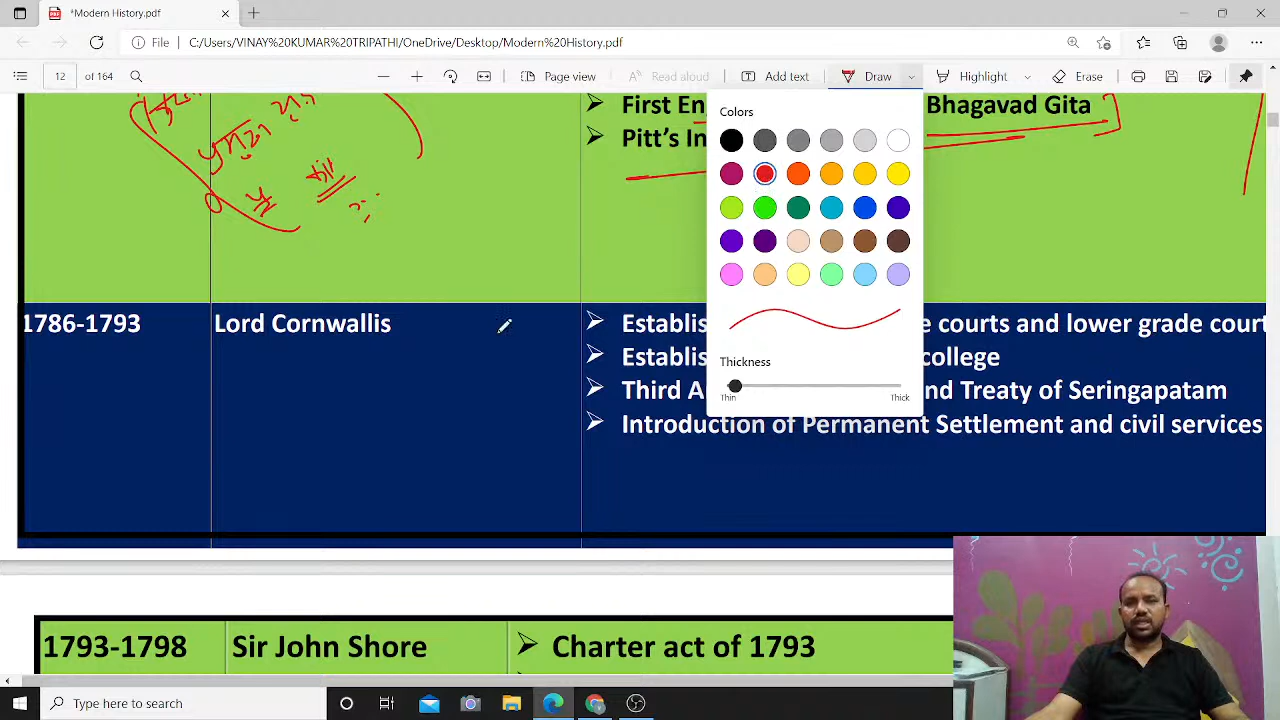 *Modern History.pdf
File
C:/Users/VINAY%20KUMAR%20TRIPATHI/OneDrive/Desktop/Modern%20History.pdf
12 of 164
Page view
Read aloud
Add text
Draw
Highlight
Erase
Colors
Thickness
Thin
Thick
First En Bhagavad Gita
Pitt's In
1786-1793
Lord Cornwallis
Establis e courts and lower grade court
Establis college
Third A nd Treaty of Seringapatam
Introduction of Permanent Settlement and civil services
1793-1798
Sir John Shore
Charter act of 1793
Type here to search